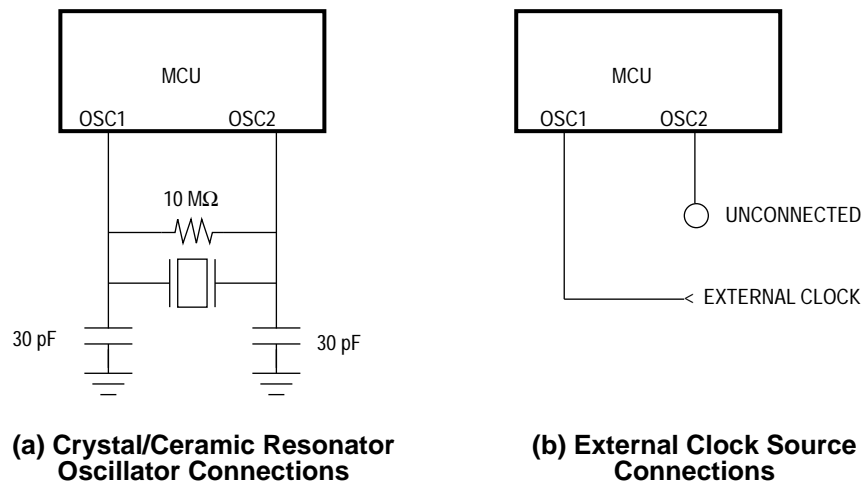 MCU
OSC1 OSC2
10 MΩ
30 pF
30 pF
(a) Crystal/Ceramic Resonator
Oscillator Connections
MCU
OSC1 OSC2
UNCONNECTED
< EXTERNAL CLOCK
(b) External Clock Source
Connections